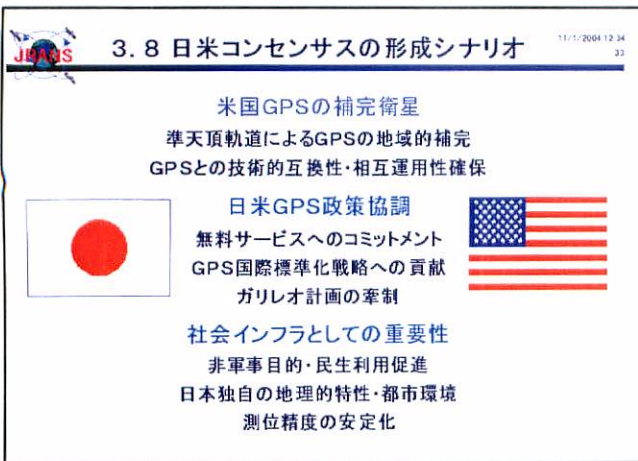 JRANS
3.8 日米コンセンサスの形成シナリオ
11/1/2004 12:34
33
米国GPSの補完衛星
準天頂軌道によるGPSの地域的補完
GPSとの技術的互換性・相互運用性確保
日米GPS政策協調
無料サービスへのコミットメント
GPS国際標準化戦略への貢献
ガリレオ計画の牽制
社会インフラとしての重要性
非軍事目的・民生利用促進
日本独自の地理的特性・都市環境
測位精度の安定化